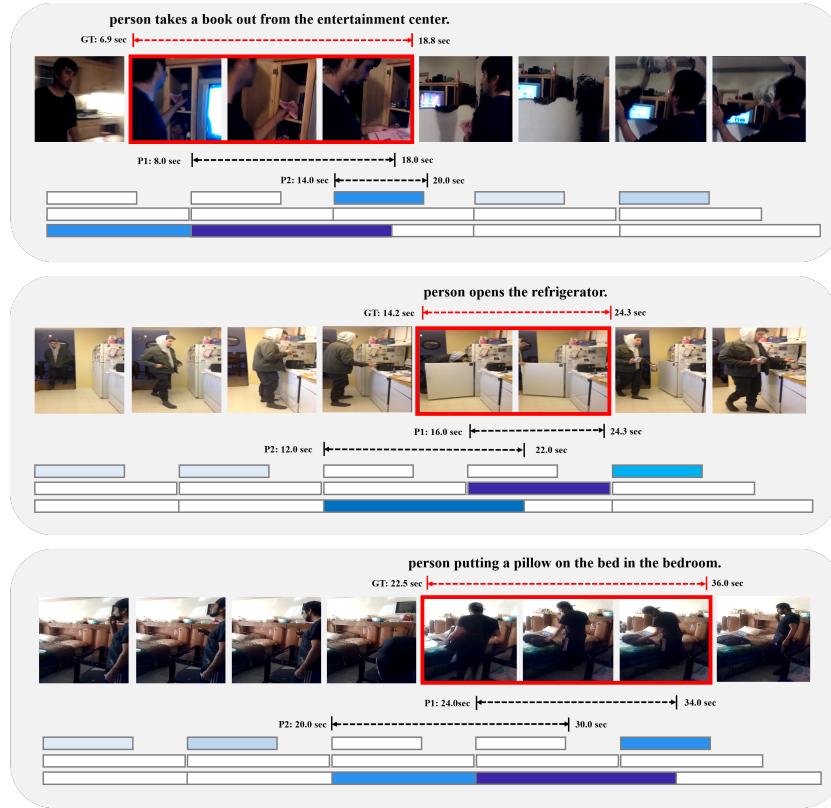 person takes a book out from the entertainment center.
GT: 6.9 sec
18.8 sec
P1: 8.0 sec
18.0 sec
P2: 14.0 sec
20.0 sec
person opens the refrigerator.
GT: 14.2 sec
24.3 sec
P1: 16.0 sec
24.3 sec
P2: 12.0 sec
22.0 sec
person putting a pillow on the bed in the bedroom.
GT: 22.5 sec
36.0 sec
P1: 24.0sec
34.0 sec
P2: 20.0 sec
30.0 sec